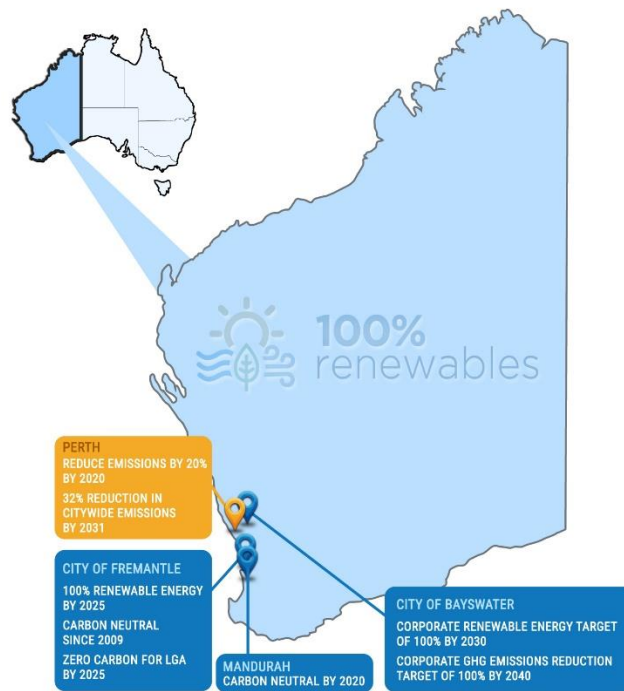 100%
renewables
PERTH
REDUCE EMISSIONS BY 20%
BY 2020
32% REDUCTION IN
CITYWIDE EMISSIONS
BY 2031
CITY OF FREMANTLE
100% RENEWABLE ENERGY
BY 2025
CARBON NEUTRAL
SINCE 2009
ZERO CARBON FOR LGA
BY 2025
MANDURAH
CARBON NEUTRAL BY 2020
CITY OF BAYSWATER
CORPORATE RENEWABLE ENERGY TARGET
OF 100% BY 2030
CORPORATE GHG EMISSIONS REDUCTION
TARGET OF 100% BY 2040